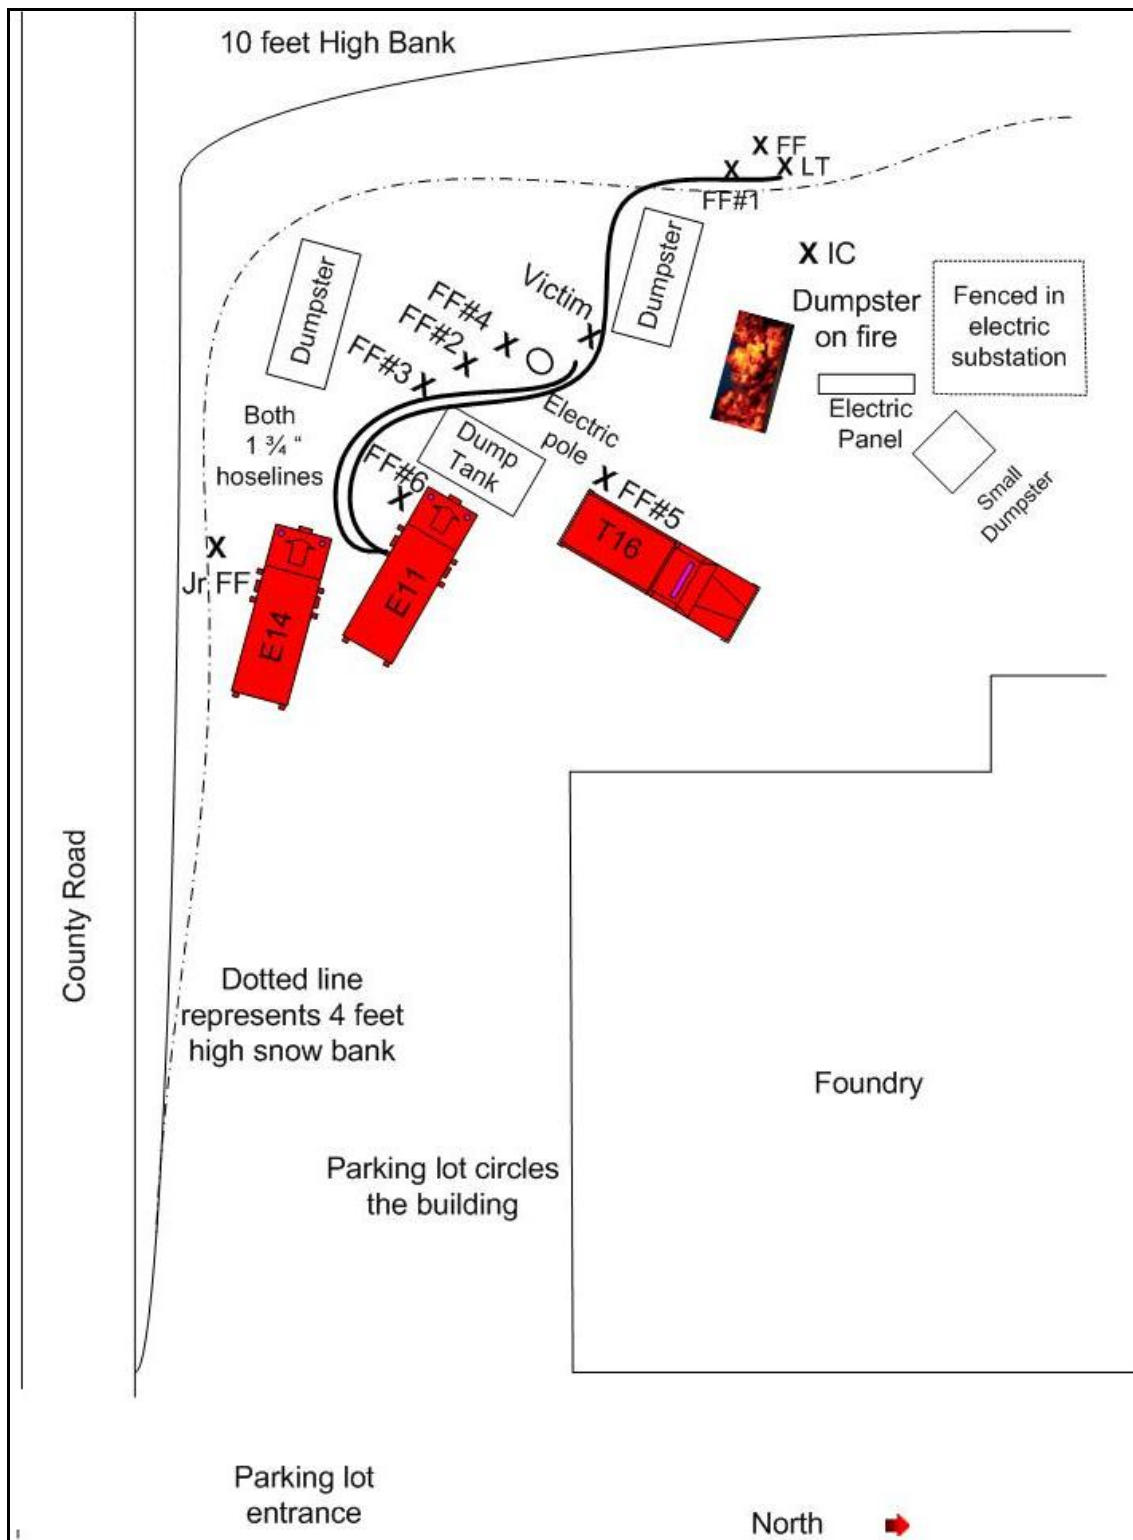 10 feet High Bank
X FF
X LT
X
FF#1
X IC
Dumpster
Victim
X
Dumpster
on fire
Fenced in
electric
substation
Dumpster
FF#4
X
FF#2
X
FF#3
X
Electric
Panel
Both
1 ¾ "
hoselines
Electric
pole
Dump
Tank
Small
Dumpster
FF#6
X
X FF#5
T16
X
Jr FF
E11
E14
County Road
Dotted line
represents 4 feet
high snow bank
Foundry
Parking lot circles
the building
Parking lot
entrance
North